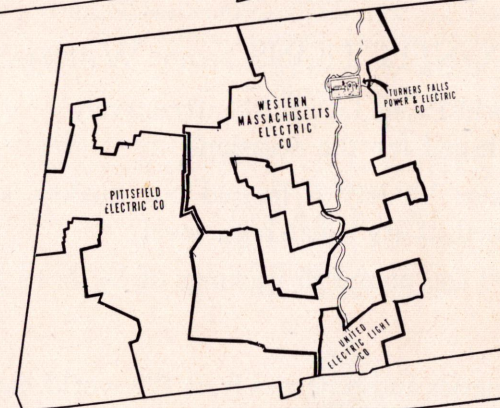 WESTERN
MASSACHUSETTS
ELECTRIC
CO
TURNERS FALLS
POWER & ELECTRIC
CO
PITTSFIELD
ELECTRIC CO
UNITED
ELECTRIC LIGHT
CO